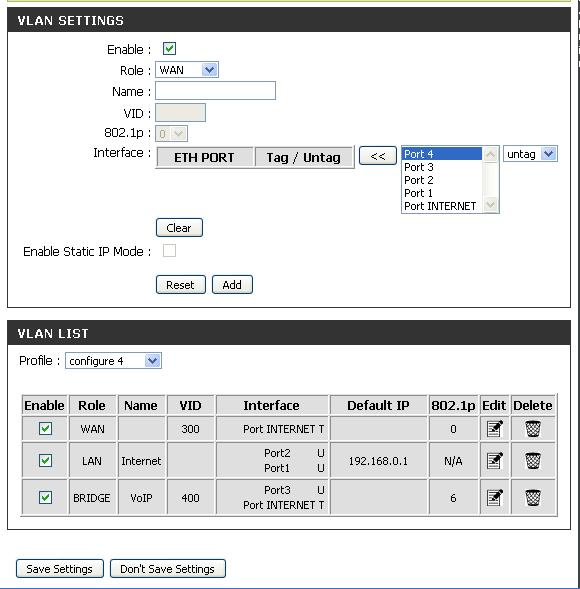 VLAN SETTINGS
Enable :
Role : WAN
Name :
VID :
802.1p : 0
Interface : ETH PORT Tag / Untag << Port 4 untag
Port 3
Port 2
Port 1
Port INTERNET
Clear
Enable Static IP Mode :
Reset Add
VLAN LIST
Profile : configure 4
Enable Role Name VID Interface Default IP 802.1p Edit Delete
WAN 300 Port INTERNET T 0
LAN Internet Port2 U 192.168.0.1 N/A
Port1 U
BRIDGE VoIP 400 Port3 U 6
Port INTERNET T
Save Settings Don't Save Settings